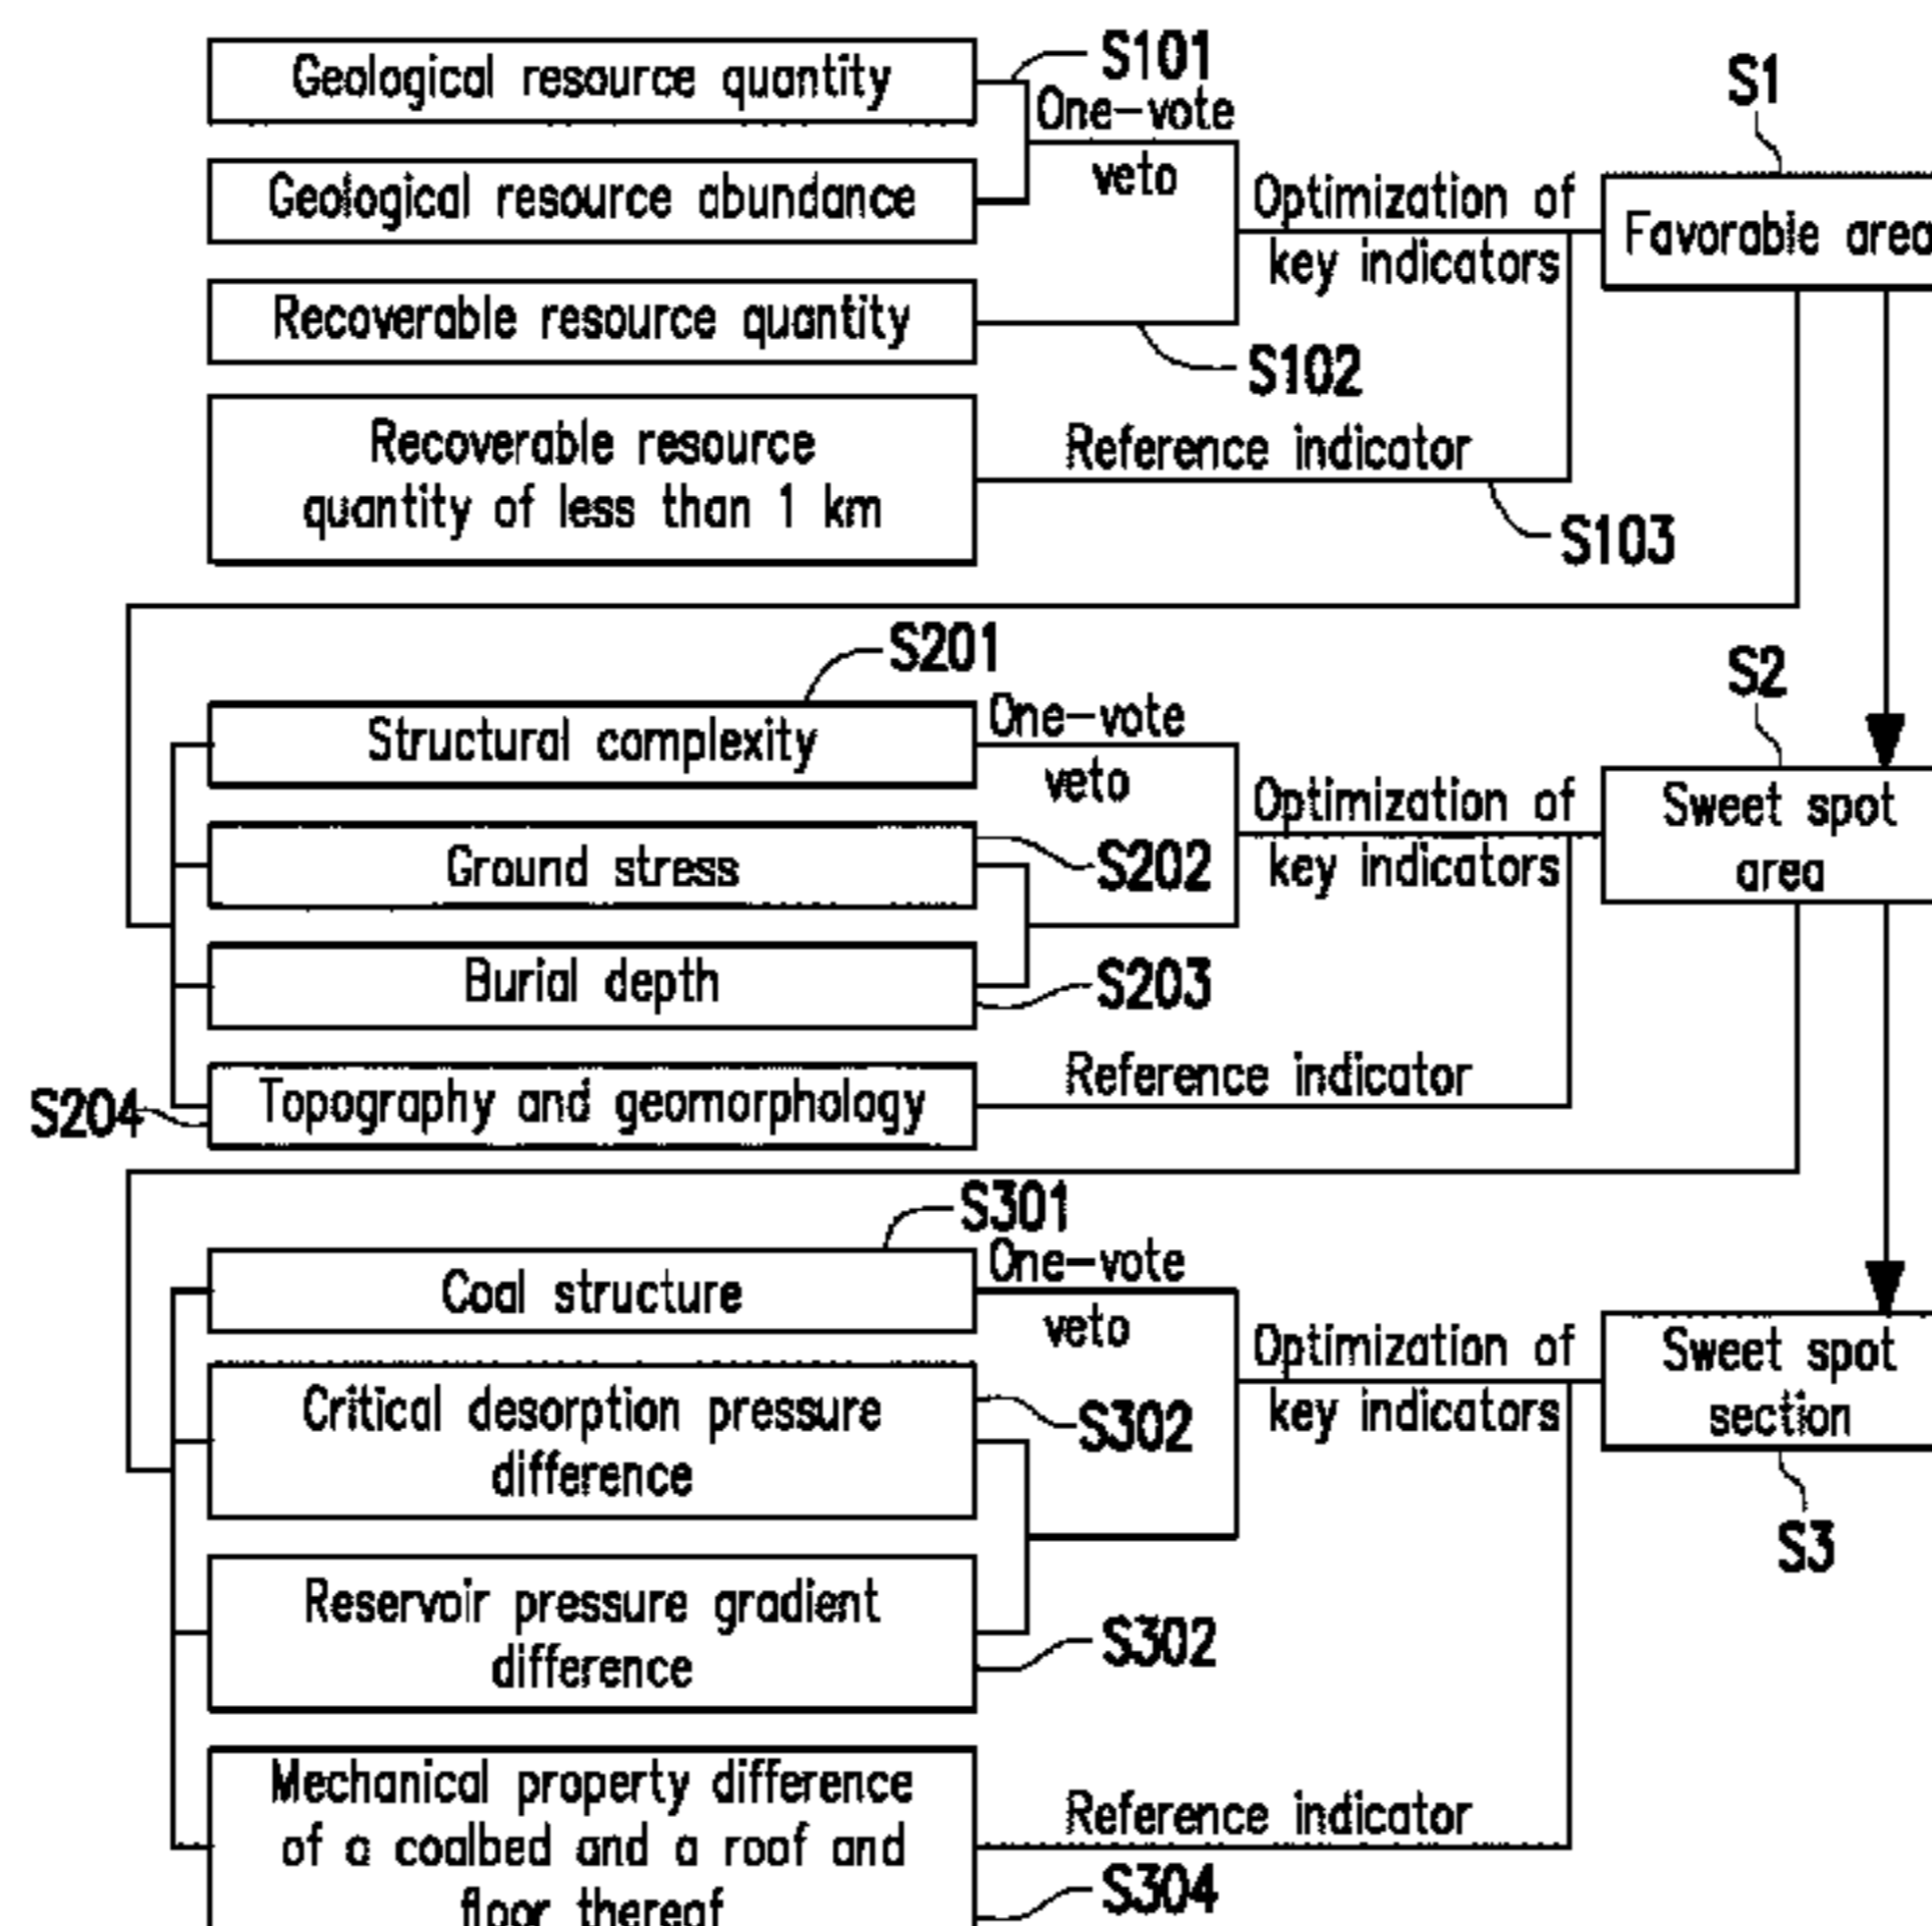 Geological resource quantity
S101
One-vote
veto
S1
Geological resource abundance
Optimization of
key indicators
Favorable area
Recoverable resource quantity
S102
Recoverable resource
quantity of less than 1 km
Reference indicator
S103
S201
Structural complexity
One-vote
veto
S2
Ground stress
S202
Optimization of
key indicators
Sweet spot
area
Burial depth
S203
S204
Topography and geomorphology
Reference indicator
S301
Coal structure
One-vote
veto
Critical desorption pressure
difference
S302
Optimization of
key indicators
Sweet spot
section
S3
Reservoir pressure gradient
difference
S302
Mechanical property difference
of a coalbed and a roof and
floor thereof
Reference indicator
S304